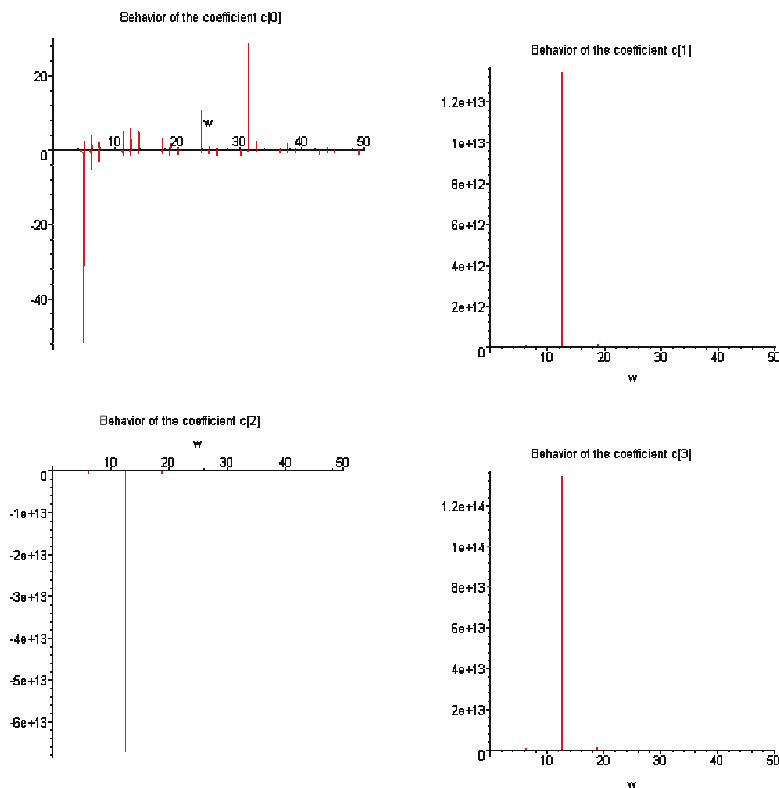 Behavior of the coefficient c[0]
20
w
10 20 30 40 50
0
-20
-40
Behavior of the coefficient c[1]
1.2e+13
1e+13
8e+12
6e+12
4e+12
2e+12
0
10 20 30 40 50
w
Behavior of the coefficient c[2]
w
10 20 30 40 50
0
-1e+13
-2e+13
-3e+13
-4e+13
-5e+13
-6e+13
Behavior of the coefficient c[3]
1.2e+14
1e+14
8e+13
6e+13
4e+13
2e+13
0
10 20 30 40 50
w